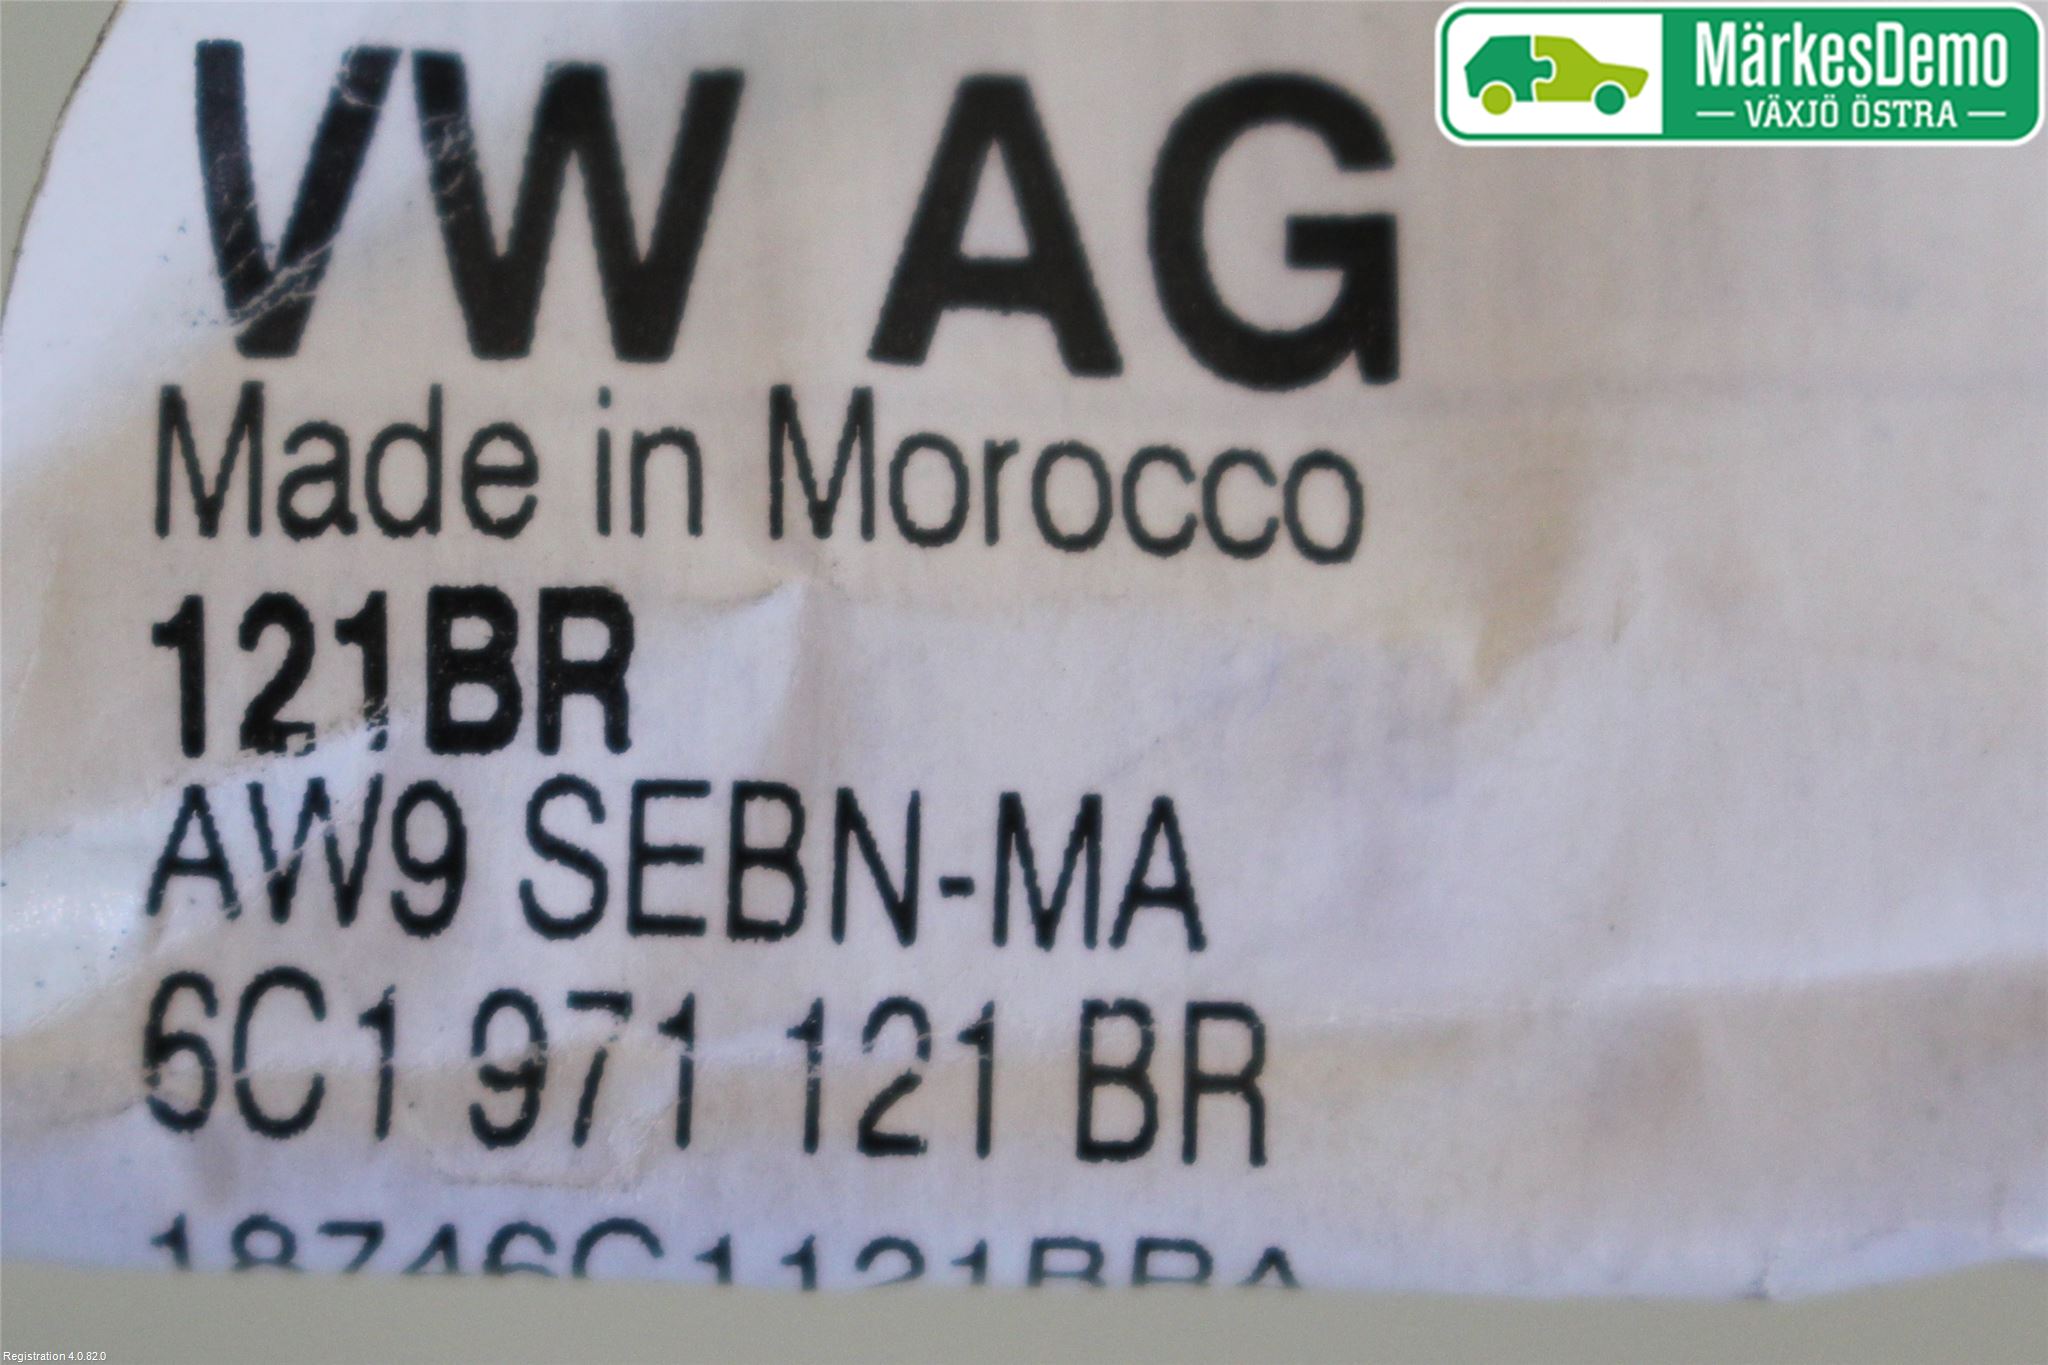 VW AG
Made in Morocco
121BR
AW9 SEBN-MA
6C1 971 121 BR
MärkesDemo
VÄXJÖ ÖSTRA
Registration 4.0.82.0